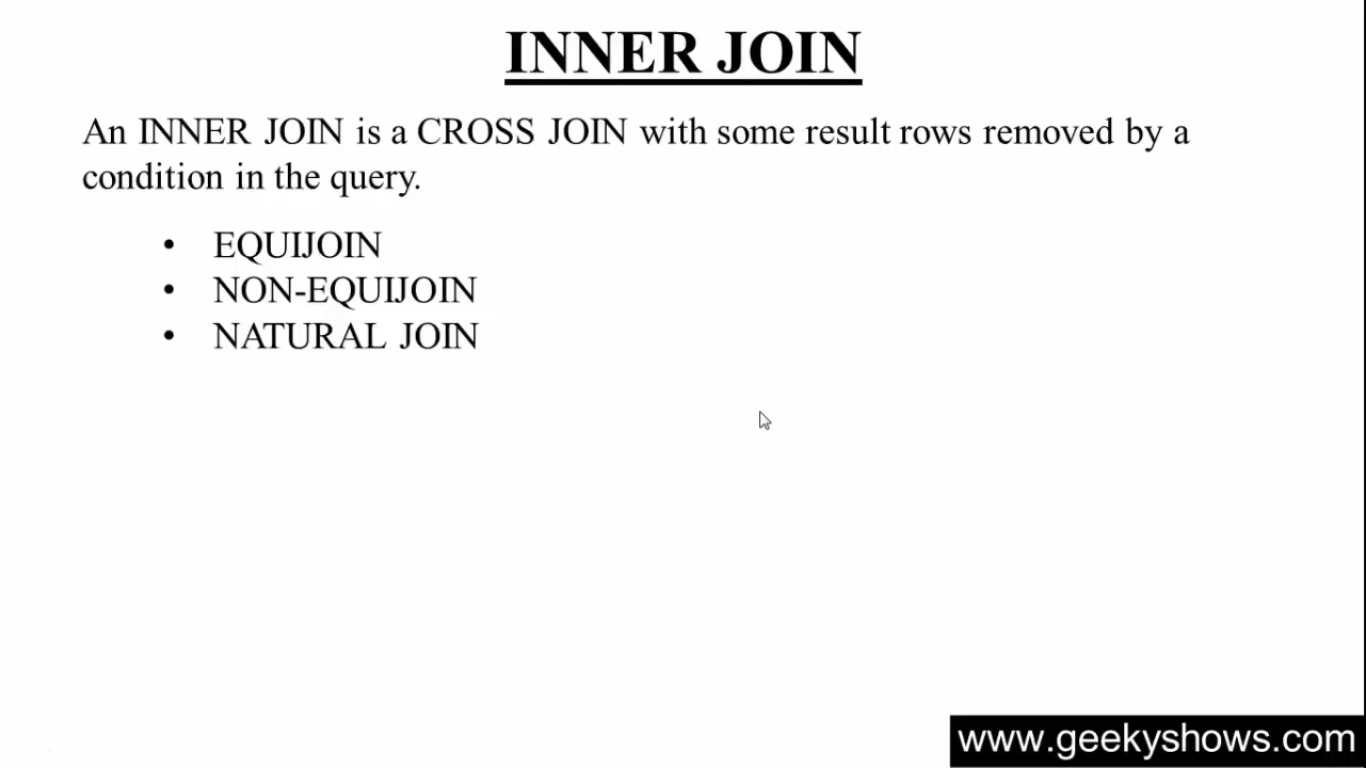 INNER JOIN
An INNER JOIN is a CROSS JOIN with some result rows removed by a
condition in the query.
• EQUIJOIN
• NON-EQUIJOIN
• NATURAL JOIN
www.geekyshows.com